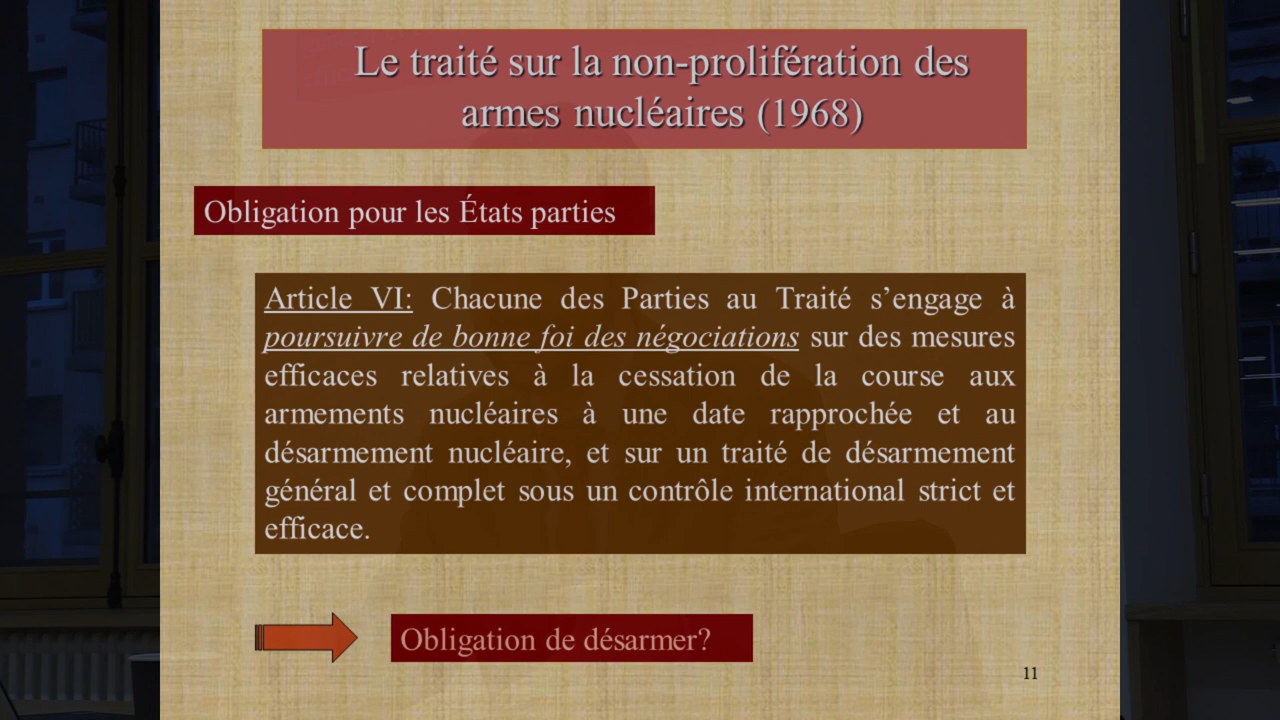 Le traité sur la non-prolifération des
armes nucléaires (1968)
Obligation pour les États parties
Article VI: Chacune des Parties au Traité s’engage à
poursuivre de bonne foi des négociations sur des mesures
efficaces relatives à la cessation de la course aux
armements nucléaires à une date rapprochée et au
désarmement nucléaire, et sur un traité de désarmement
général et complet sous un contrôle international strict et
efficace.
Obligation de désarmer?
11